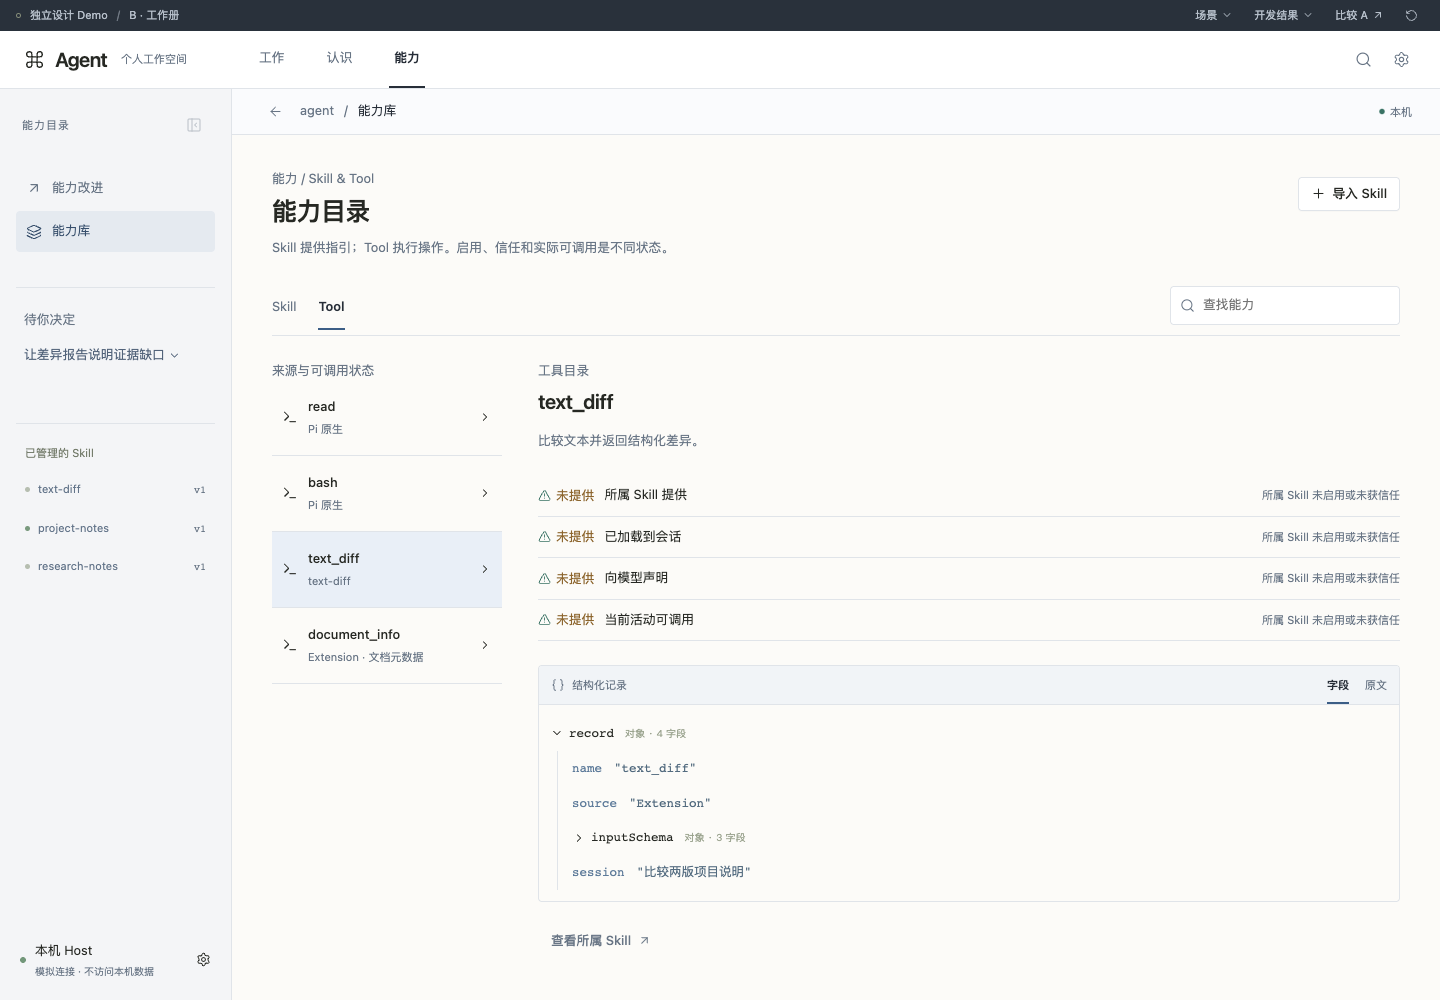 独立设计 Demo / B · 工作册
场景 开发结果 比较 A
Agent 个人工作空间 工作 认识 能力
能力目录
能力改进
能力库
待你决定
让差异报告说明证据缺口
已管理的 Skill
text-diff v1
project-notes v1
research-notes v1
本机 Host
模拟连接 · 不访问本机数据
agent / 能力库
本机
能力 / Skill & Tool
能力目录
Skill 提供指引；Tool 执行操作。启用、信任和实际可调用是不同状态。
导入 Skill
Skill Tool
查找能力
来源与可调用状态
read
Pi 原生
bash
Pi 原生
text_diff
text-diff
document_info
Extension · 文档元数据
工具目录
text_diff
比较文本并返回结构化差异。
未提供 所属 Skill 提供 所属 Skill 未启用或未获信任
未提供 已加载到会话 所属 Skill 未启用或未获信任
未提供 向模型声明 所属 Skill 未启用或未获信任
未提供 当前活动可调用 所属 Skill 未启用或未获信任
{} 结构化记录 字段 原文
record 对象 · 4 字段
name "text_diff"
source "Extension"
inputSchema 对象 · 3 字段
session "比较两版项目说明"
查看所属 Skill